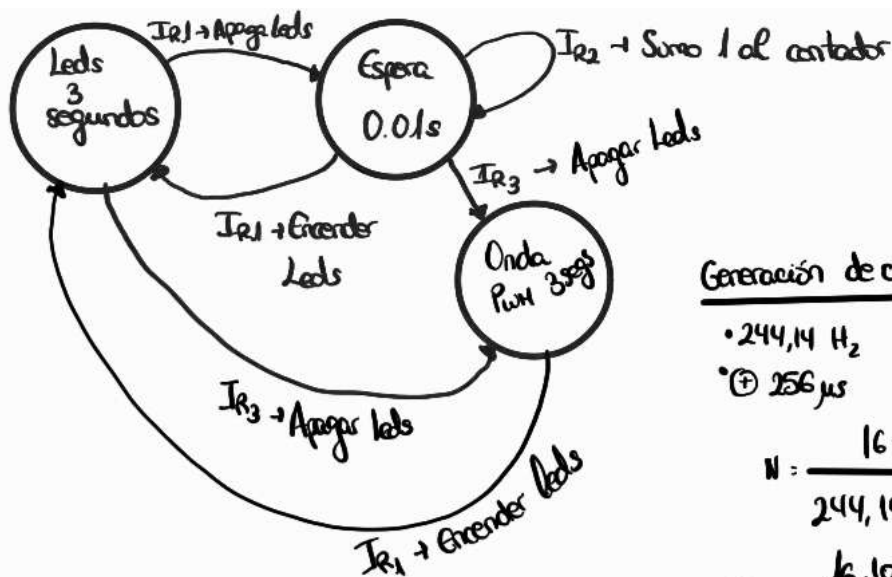 IR1 → Apaga leds
Leds
3
segundos
Espera
0.01s
IR2 → Sumo 1 al contador
IR3 → Apagar Leds
IR1 → Encender
Leds
Onda
PWM 3segs
IR3 → Apagar leds
IR1 → Encender Leds
Generación de
• 244,14 Hz
• ⊕ 256 μs
N = 16
244,14